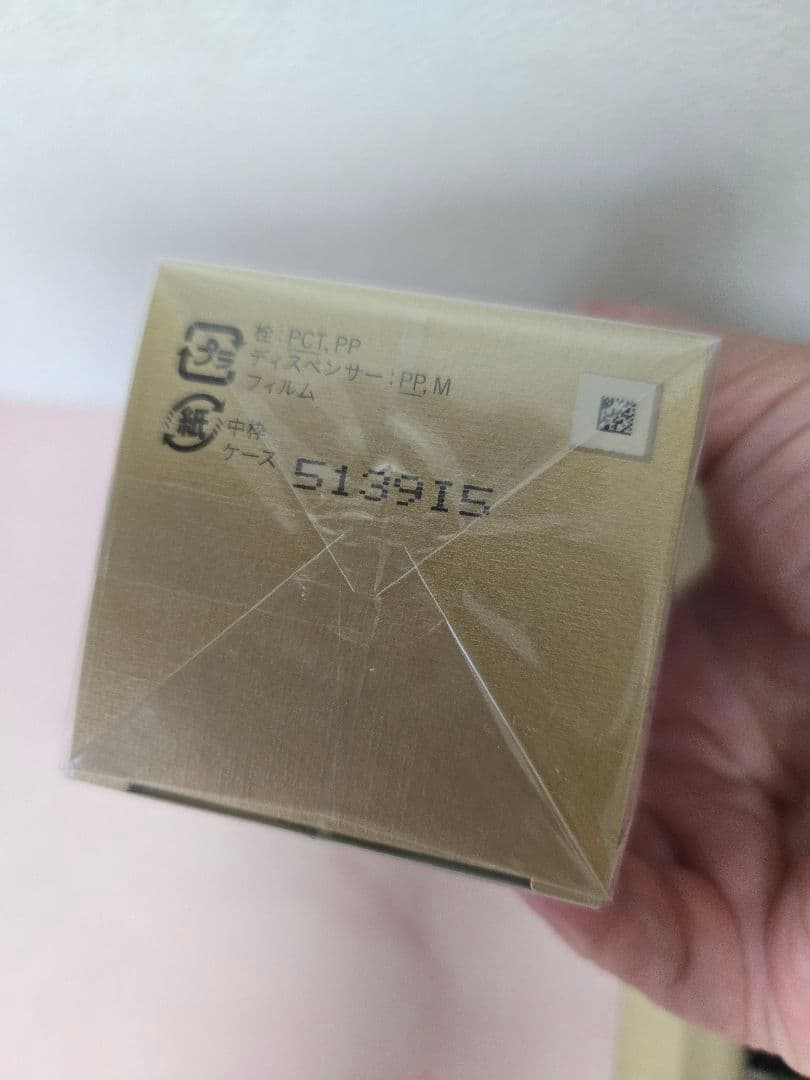 プラ
栓：PCT, PP
ディスペンサー：PP, M
フィルム
紙
中枠
ケース
5139IS